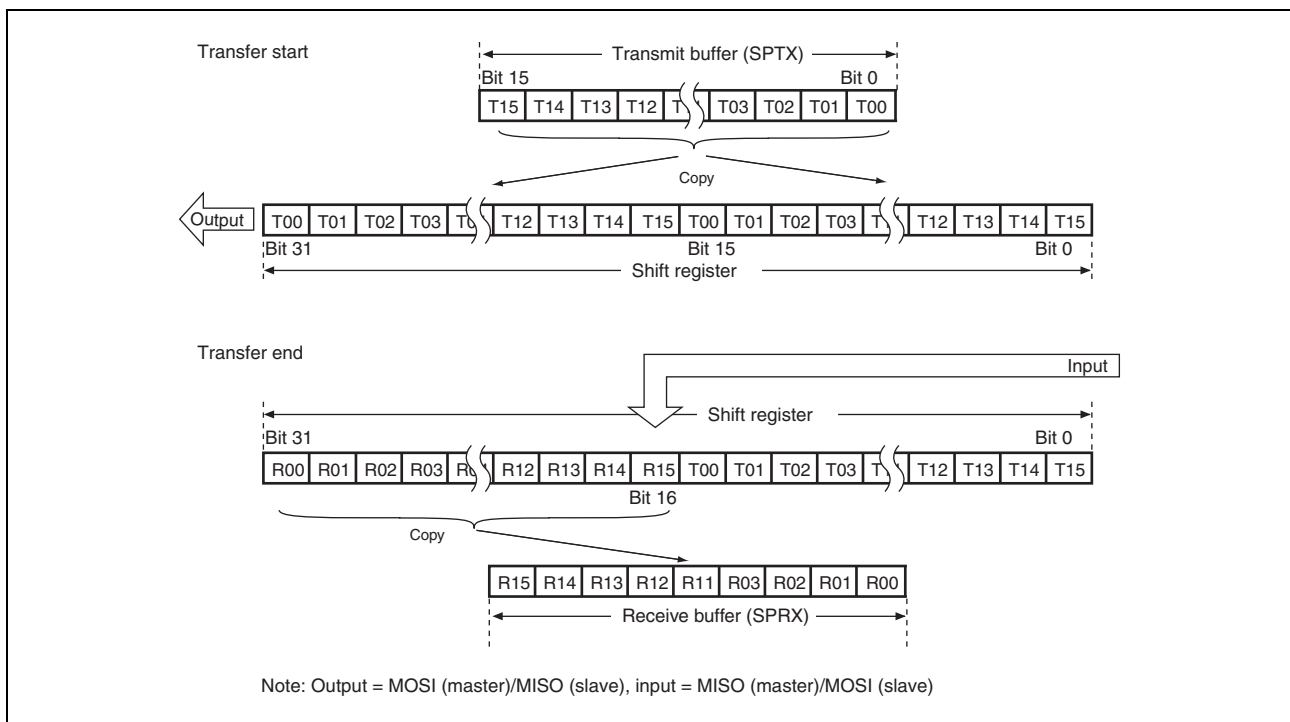 Transfer start
Transmit buffer (SPTX)
Bit 15 Bit 0
T15 T14 T13 T12 T03 T02 T01 T00
Copy
Output
T00 T01 T02 T03 T12 T13 T14 T15 T00 T01 T02 T03 T12 T13 T14 T15
Bit 31 Bit 15 Bit 0
Shift register
Transfer end
Input
Shift register
Bit 31 Bit 0
R00 R01 R02 R03 R12 R13 R14 R15 T00 T01 T02 T03 T12 T13 T14 T15
Bit 16
Copy
R15 R14 R13 R12 R11 R03 R02 R01 R00
Receive buffer (SPRX)
Note: Output = MOSI (master)/MISO (slave), input = MISO (master)/MOSI (slave)